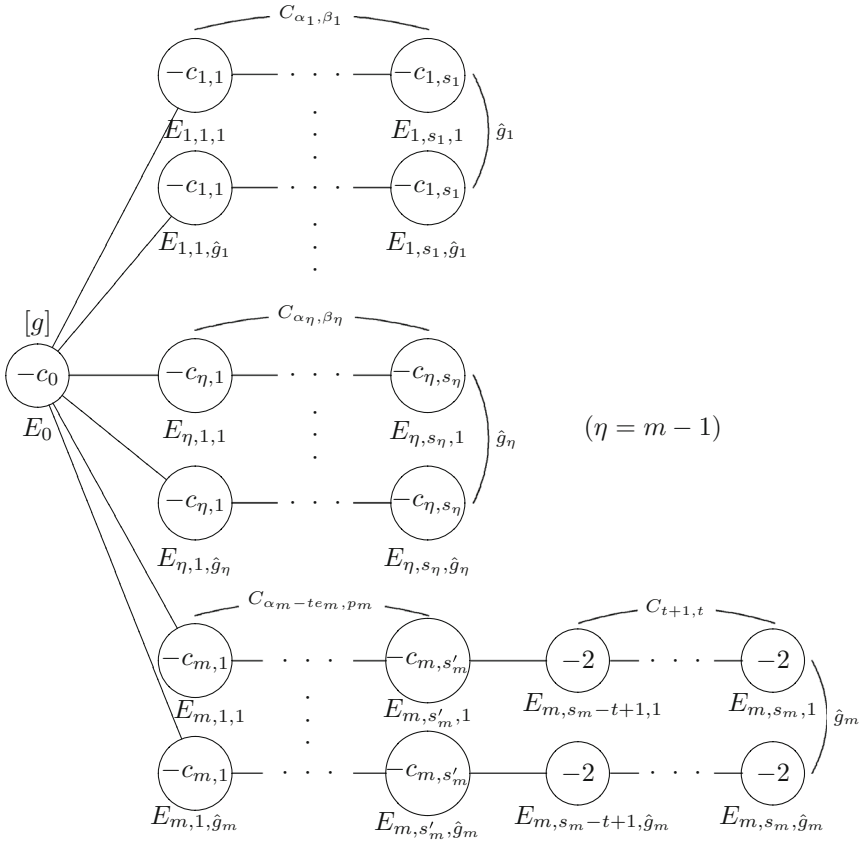 C_{α_1,β_1}
−c_{1,1} · · · −c_{1,s_1}
E_{1,1,1} E_{1,s_1,1}
ĝ_1
−c_{1,1} · · · −c_{1,s_1}
E_{1,1,ĝ_1} E_{1,s_1,ĝ_1}
C_{α_η,β_η}
[g]
−c_0 −c_{η,1} · · · −c_{η,s_η}
E_0 E_{η,1,1} E_{η,s_η,1}
ĝ_η (η = m − 1)
−c_{η,1} · · · −c_{η,s_η}
E_{η,1,ĝ_η} E_{η,s_η,ĝ_η}
C_{α_m−te_m,p_m} C_{t+1,t}
−c_{m,1} · · · −c_{m,s'_m} −2 · · · −2
E_{m,1,1} E_{m,s'_m,1} E_{m,s_m−t+1,1} E_{m,s_m,1}
ĝ_m
−c_{m,1} · · · −c_{m,s'_m} −2 · · · −2
E_{m,1,ĝ_m} E_{m,s'_m,ĝ_m} E_{m,s_m−t+1,ĝ_m} E_{m,s_m,ĝ_m}